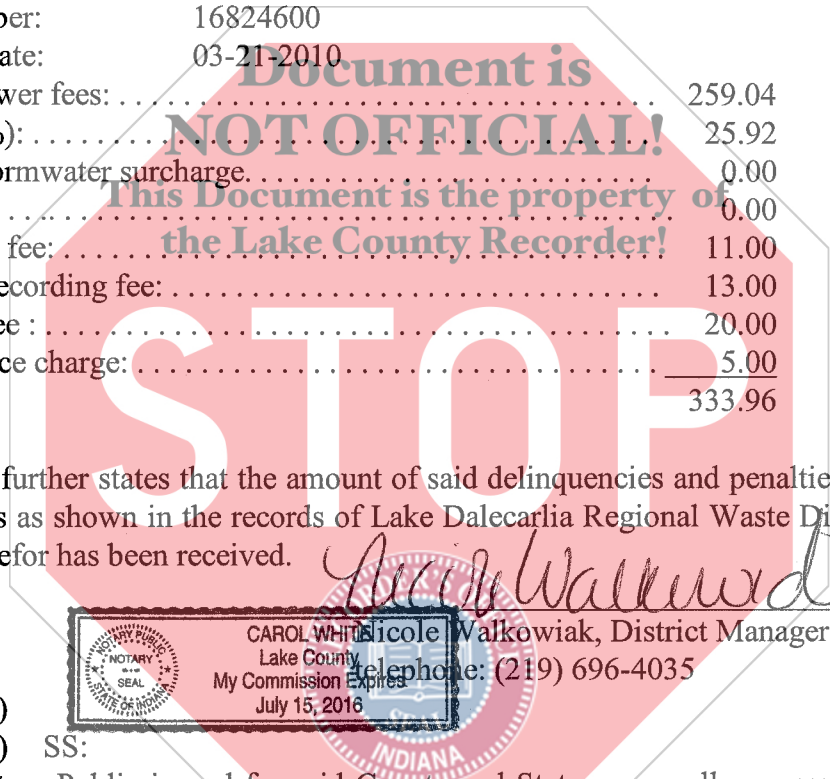 ber: 16824600
ate: 03-21-2010
Document is
wer fees: . . . . . . . . . . . . . . . . . . . . . . . . . . . . . . . . . . . . . . . . . . . . . . . . 259.04
NOT OFFICIAL!
): . . . . . . . . . . . . . . . . . . . . . . . . . . . . . . . . . . . . . . . . . . . . . . . . . . . . . 25.92
ormwater surcharge. . . . . . . . . . . . . . . . . . . . . . . . . . . . . . . . . . . . . . 0.00
This Document is the property of
. . . . . . . . . . . . . . . . . . . . . . . . . . . . . . . . . . . . . . . . . . . . . . . . . . . . . . . 0.00
the Lake County Recorder!
fee: . . . . . . . . . . . . . . . . . . . . . . . . . . . . . . . . . . . . . . . . . . . . . . . . . . . . 11.00
ecording fee: . . . . . . . . . . . . . . . . . . . . . . . . . . . . . . . . . . . . . . . . . . . 13.00
ee : . . . . . . . . . . . . . . . . . . . . . . . . . . . . . . . . . . . . . . . . . . . . . . . . . . . . 20.00
ce charge: . . . . . . . . . . . . . . . . . . . . . . . . . . . . . . . . . . . . . . . . . . . . . . 5.00
333.96
STOP
further states that the amount of said delinquencies and penaltie
s as shown in the records of Lake Dalecarlia Regional Waste Di
efor has been received.
Nicole Walkowiak
Nicole Walkowiak, District Manager
telephone: (219) 696-4035
NOTARY PUBLIC
NOTARY
SEAL
STATE OF INDIANA
CAROL WHIT
Lake County
My Commission Expires
July 15, 2016
SEAL
INDIANA
)
) SS: